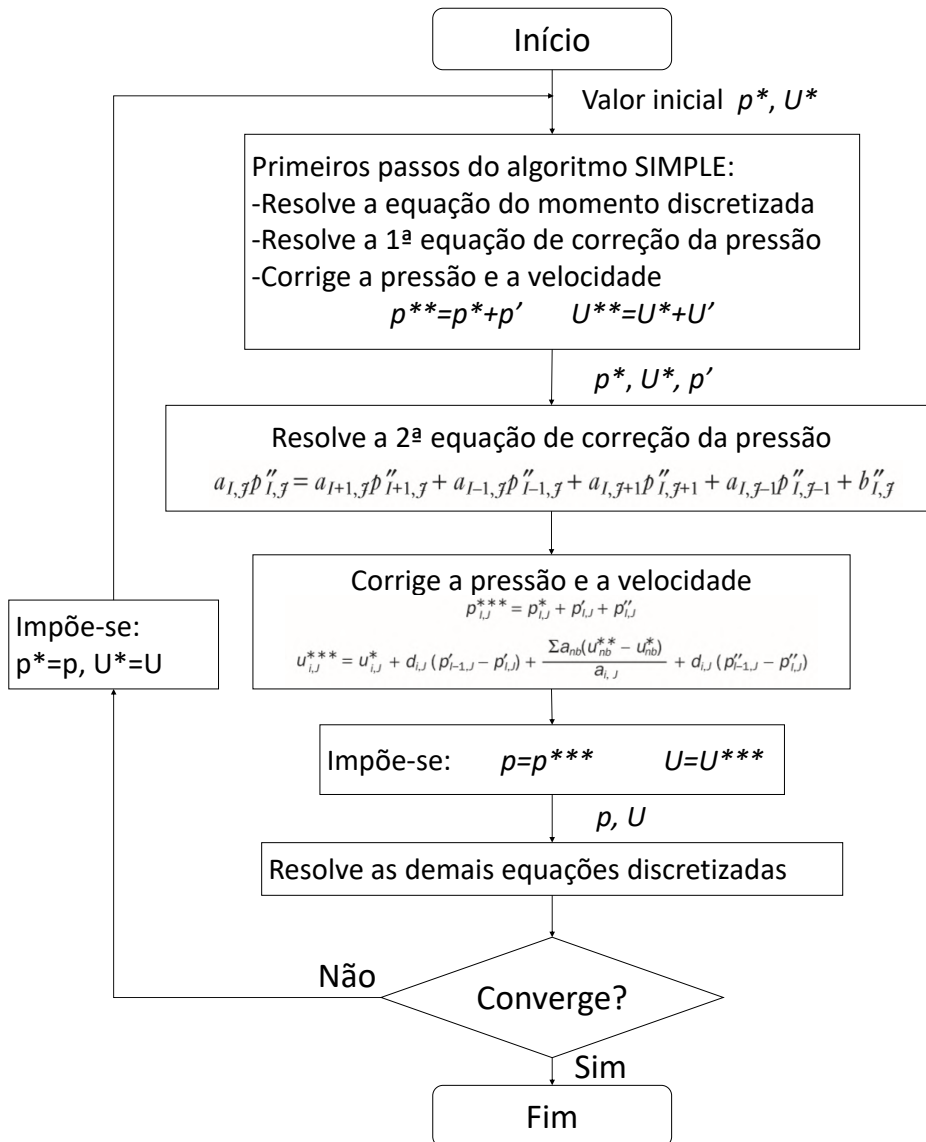 Início
Valor inicial p*, U*
Primeiros passos do algoritmo SIMPLE:
-Resolve a equação do momento discretizada
-Resolve a 1ª equação de correção da pressão
-Corrige a pressão e a velocidade
p**=p*+p’ U**=U*+U’
p*, U*, p’
Resolve a 2ª equação de correção da pressão
a_{I,J}p''_{I,J} = a_{I+1,J}p''_{I+1,J} + a_{I-1,J}p''_{I-1,J} + a_{I,J+1}p''_{I,J+1} + a_{I,J-1}p''_{I,J-1} + b''_{I,J}
Corrige a pressão e a velocidade
p^{***}_{I,J} = p^{*}_{I,J} + p'_{I,J} + p''_{I,J}
u^{***}_{i,J} = u^{*}_{i,J} + d_{i,J} (p'_{I-1,J} – p'_{I,J}) + Σa_{nb}(u^{**}_{nb} – u^{*}_{nb}) / a_{i,J} + d_{i,J} (p''_{I-1,J} – p''_{I,J})
Impõe-se:
p*=p, U*=U
Impõe-se: p=p*** U=U***
p, U
Resolve as demais equações discretizadas
Não
Converge?
Sim
Fim